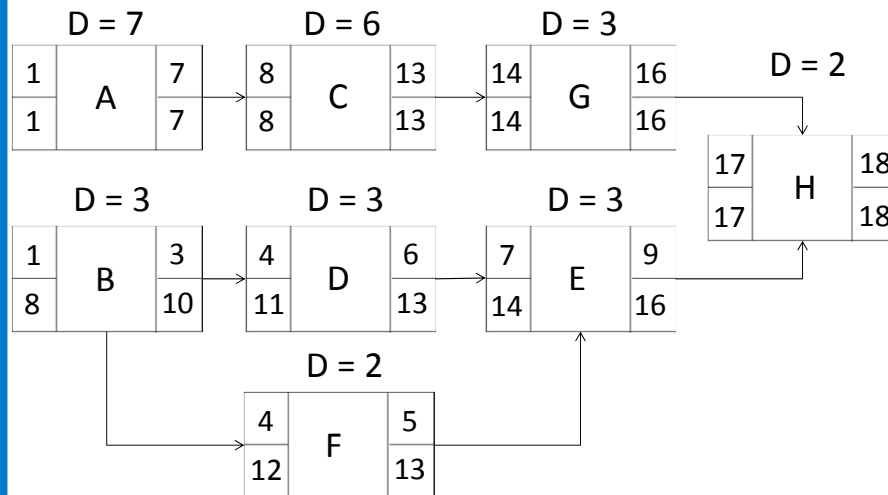 D = 7 D = 6 D = 3
D = 2
1 7 8 13 14 16
A C G
1 7 8 13 14 16
17 18
H
17 18
D = 3 D = 3 D = 3
1 3 4 6 7 9
B D E
8 10 11 13 14 16
D = 2
4 5
F
12 13